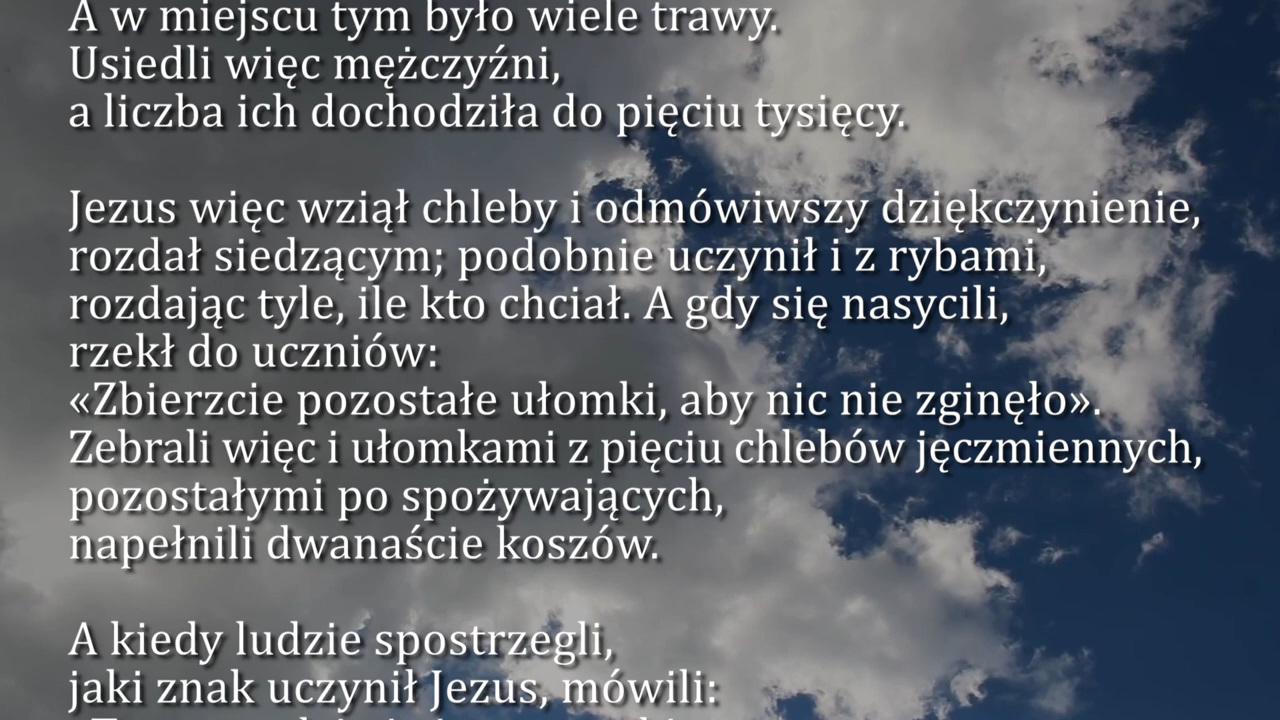 A w miejscu tym było wiele trawy.
Usiedli więc mężczyźni,
a liczba ich dochodziła do pięciu tysięcy.
Jezus więc wziął chleby i odmówiwszy dziękczynienie,
rozdał siedzącym; podobnie uczynił i z rybami,
rozdając tyle, ile kto chciał. A gdy się nasycili,
rzekł do uczniów:
«Zbierzcie pozostałe ułomki, aby nic nie zginęło».
Zebrali więc i ułomkami z pięciu chlebów jęczmiennych,
pozostałymi po spożywających,
napełnili dwanaście koszów.
A kiedy ludzie spostrzegli,
jaki znak uczynił Jezus, mówili: